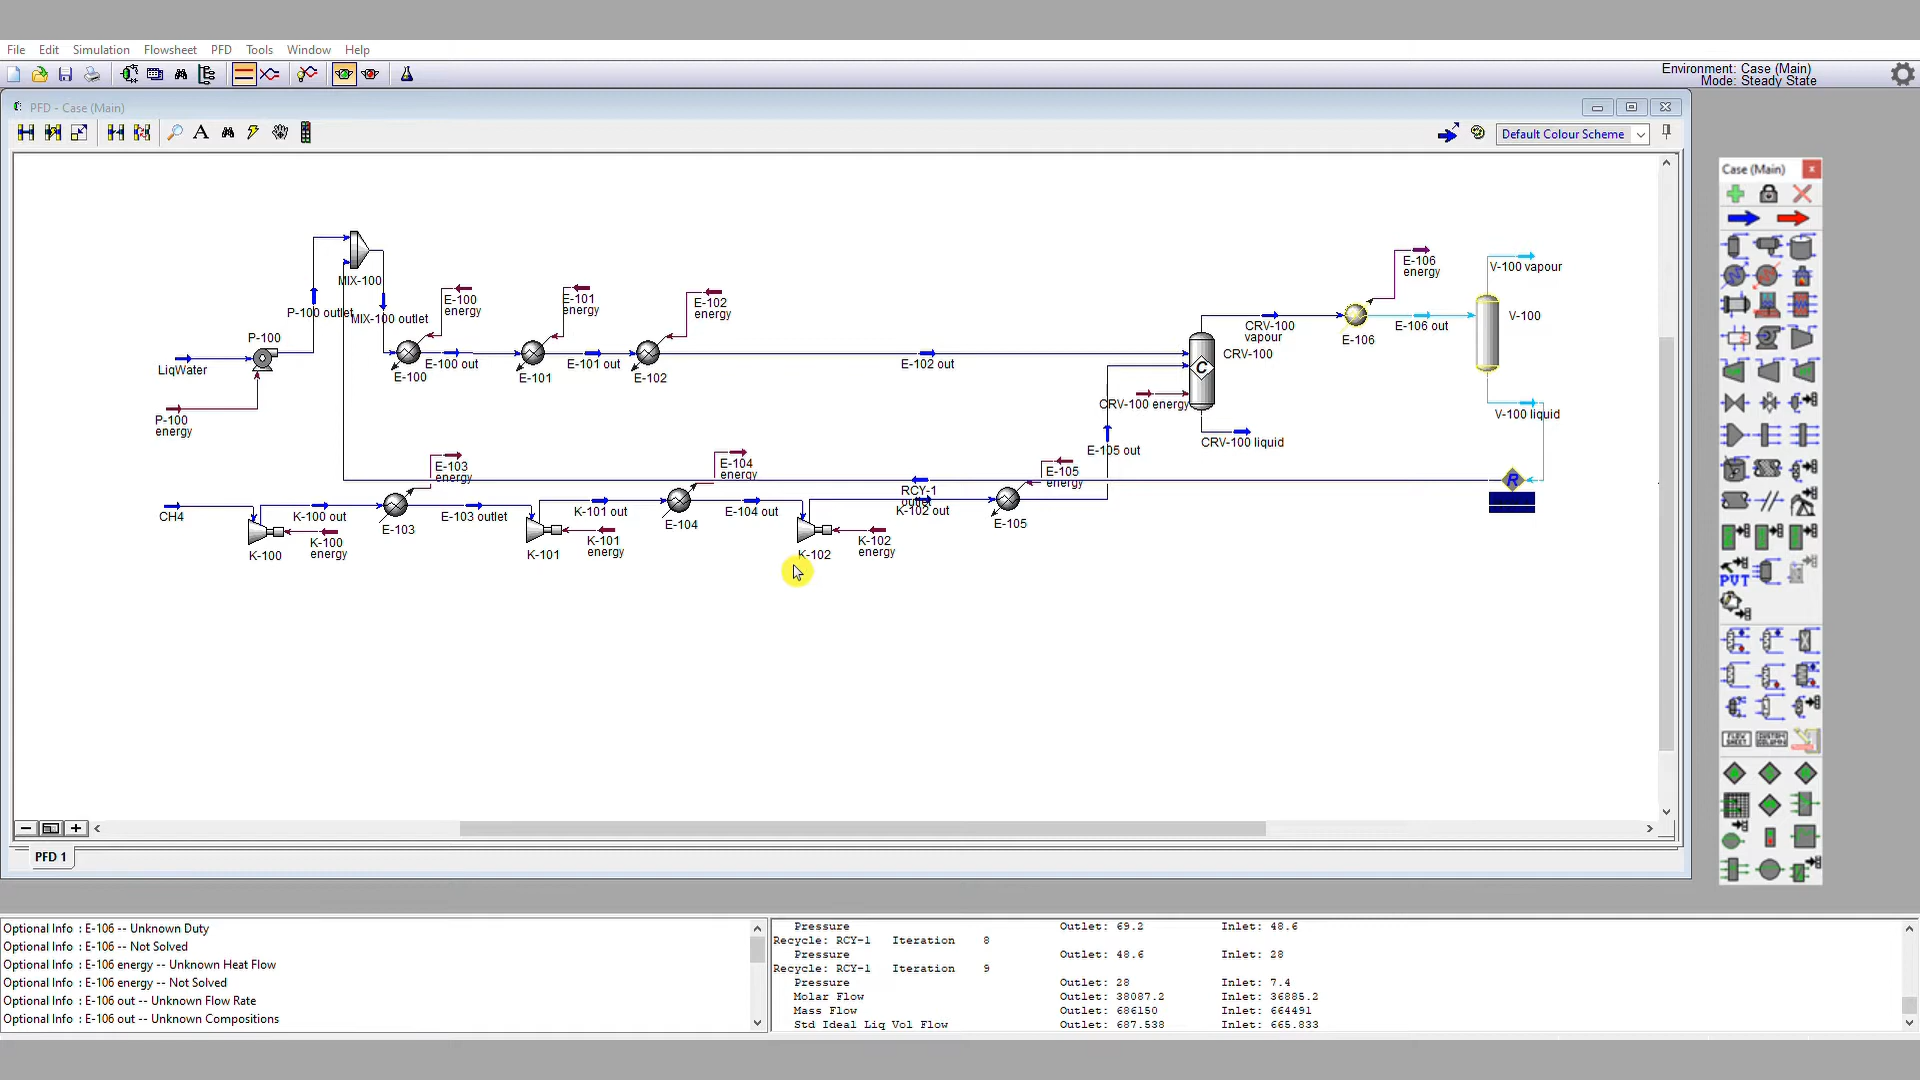 File Edit Simulation Flowsheet PFD Tools Window Help
Environment: Case (Main)
Mode: Steady State
PFD - Case (Main)
Default Colour Scheme
Case (Main)
MIX-100
P-100 outlet
MIX-100 outlet
P-100
LiqWater
P-100
energy
E-100
energy
E-100
E-100 out
E-101
energy
E-101
E-101 out
E-102
energy
E-102
E-102 out
CRV-100
vapour
CRV-100
CRV-100 energy
CRV-100 liquid
E-106
energy
E-106
E-106 out
V-100 vapour
V-100
V-100 liquid
C
R
E-105 out
RCY-1
outlet
CH4
K-100
K-100 out
K-100
energy
E-103
energy
E-103
E-103 outlet
K-101
K-101 out
K-101
energy
E-104
energy
E-104
E-104 out
K-102
K-102 out
K-102
energy
E-105
energy
E-105
PVT
FLOW
SHEET
CUSTOM
COLUMN
PFD 1
Optional Info : E-106 -- Unknown Duty
Optional Info : E-106 -- Not Solved
Optional Info : E-106 energy -- Unknown Heat Flow
Optional Info : E-106 energy -- Not Solved
Optional Info : E-106 out -- Unknown Flow Rate
Optional Info : E-106 out -- Unknown Compositions
Pressure Outlet: 69.2 Inlet: 48.6
Recycle: RCY-1 Iteration 8
Pressure Outlet: 48.6 Inlet: 28
Recycle: RCY-1 Iteration 9
Pressure Outlet: 28 Inlet: 7.4
Molar Flow Outlet: 38087.2 Inlet: 36885.2
Mass Flow Outlet: 686150 Inlet: 664491
Std Ideal Liq Vol Flow Outlet: 687.538 Inlet: 665.833